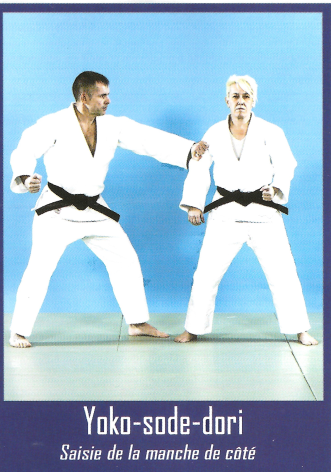 Yoko-sode-dori
Saisie de la manche de côté